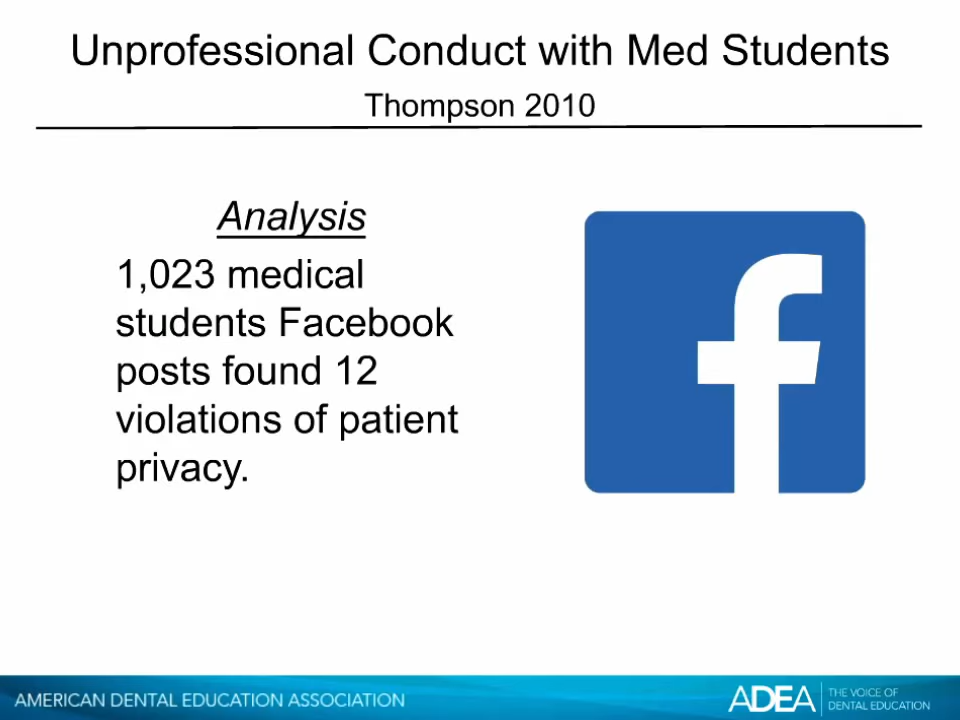 Unprofessional Conduct with Med Students
Thompson 2010
Analysis
1,023 medical
students Facebook
posts found 12
violations of patient
privacy.
AMERICAN DENTAL EDUCATION ASSOCIATION
ADEA
THE VOICE OF
DENTAL EDUCATION